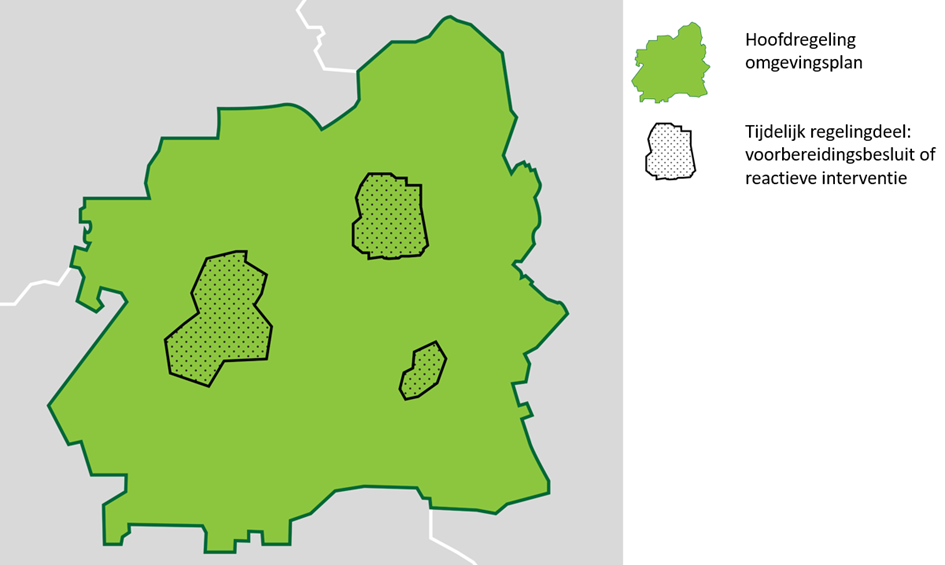 Hoofdregeling
omgevingsplan
Tijdelijk regelingdeel:
voorbereidingsbesluit of
reactieve interventie